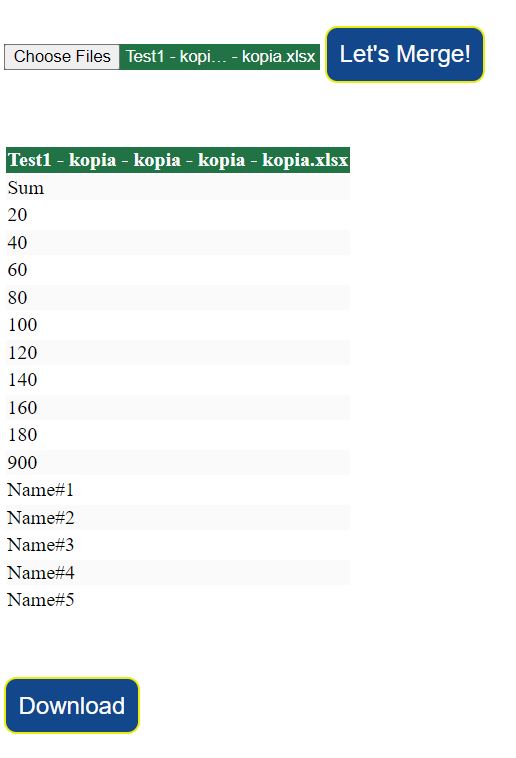 Choose Files Test1 - kopi... - kopia.xlsx Let's Merge!
Test1 - kopia - kopia - kopia - kopia.xlsx
Sum
20
40
60
80
100
120
140
160
180
900
Name#1
Name#2
Name#3
Name#4
Name#5
Download